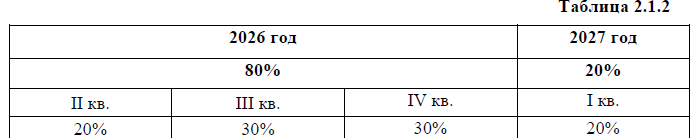 Таблица 2.1.2
2026 год 2027 год
80% 20%
II кв. III кв. IV кв. I кв.
20% 30% 30% 20%